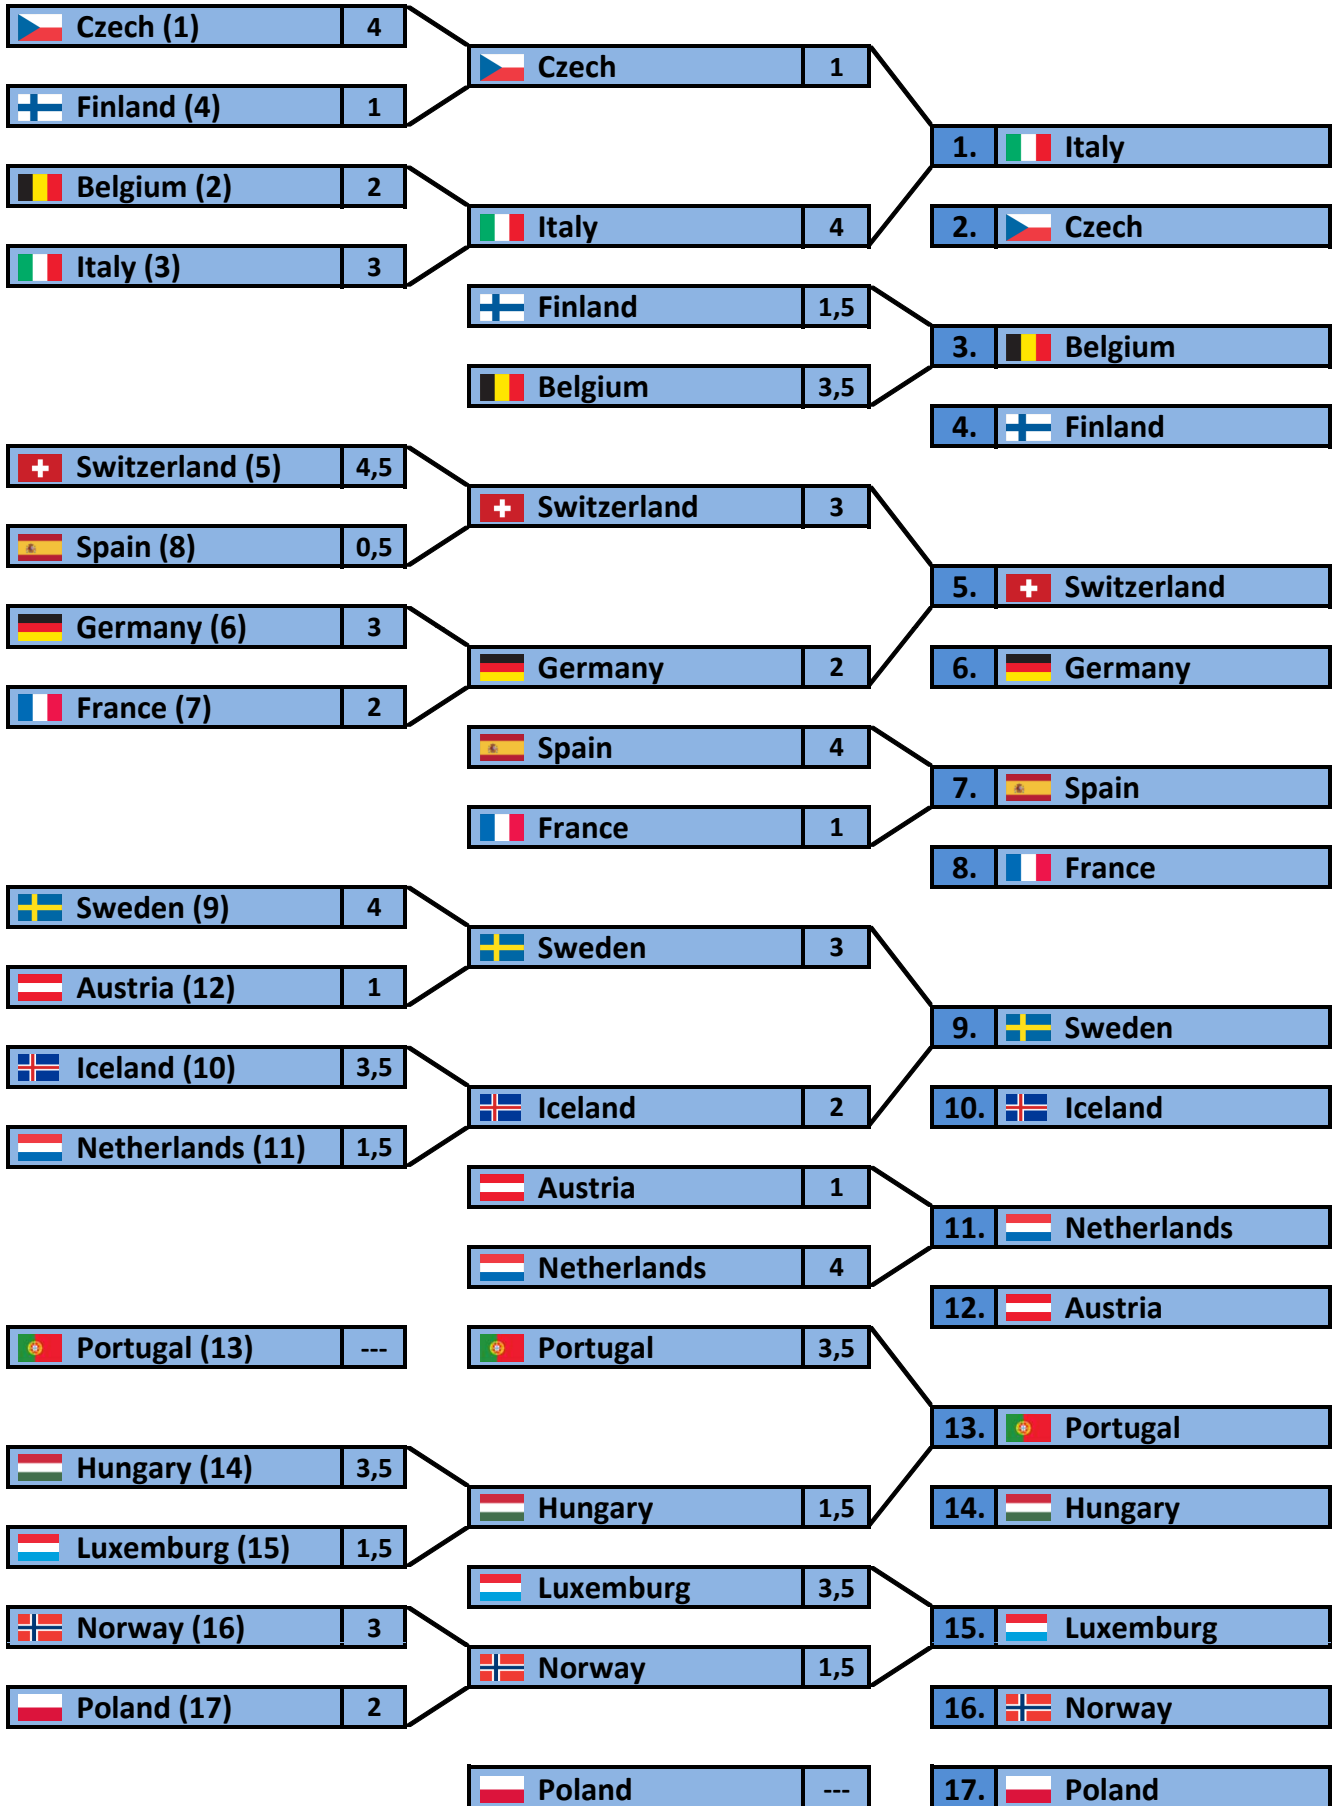 Czech (1) 4
Czech 1
Finland (4) 1
1. Italy
Belgium (2) 2
Italy 4
2. Czech
Italy (3) 3
Finland 1,5
3. Belgium
Belgium 3,5
4. Finland
Switzerland (5) 4,5
Switzerland 3
Spain (8) 0,5
5. Switzerland
Germany (6) 3
Germany 2
6. Germany
France (7) 2
Spain 4
7. Spain
France 1
8. France
Sweden (9) 4
Sweden 3
Austria (12) 1
9. Sweden
Iceland (10) 3,5
Iceland 2
10. Iceland
Netherlands (11) 1,5
Austria 1
11. Netherlands
Netherlands 4
12. Austria
Portugal (13) ---
Portugal 3,5
13. Portugal
Hungary (14) 3,5
Hungary 1,5
14. Hungary
Luxemburg (15) 1,5
Luxemburg 3,5
Norway (16) 3
15. Luxemburg
Norway 1,5
Poland (17) 2
16. Norway
Poland ---
17. Poland